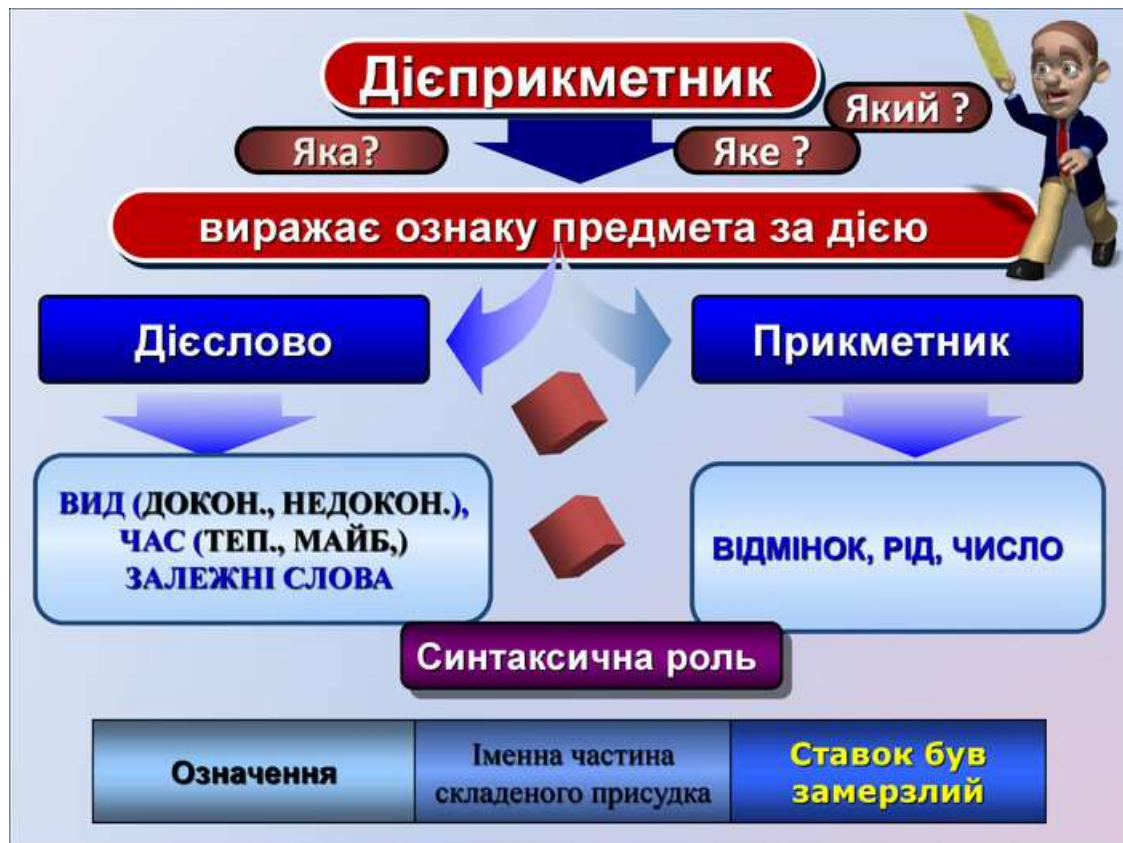 Дієприкметник
Який ?
Яка?
Яке ?
виражає ознаку предмета за дією
Дієслово
Прикметник
ВИД (ДОКОН., НЕДОКОН.),
ЧАС (ТЕП., МАЙБ,)
ЗАЛЕЖНІ СЛОВА
ВІДМІНОК, РІД, ЧИСЛО
Синтаксична роль
Означення
Іменна частина
складеного присудка
Ставок був
замерзлий